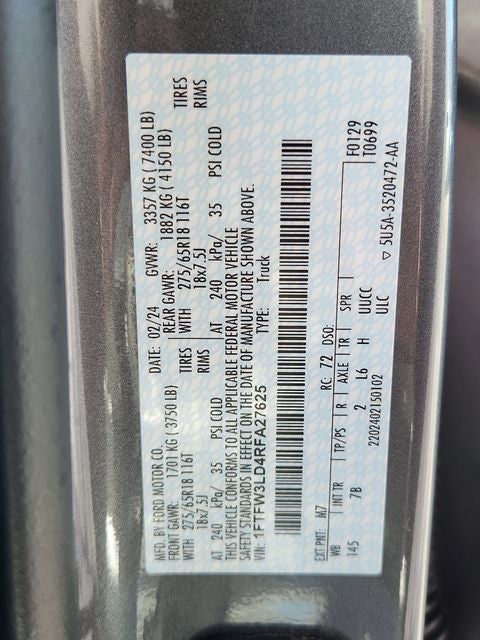 MFD. BY FORD MOTOR CO.
DATE: 02/24 GVWR: 3357 KG ( 7400 LB)
FRONT GAWR: 1701 KG ( 3750 LB) REAR GAWR: 1882 KG ( 4150 LB)
WITH 275/65R18 116T TIRES WITH 275/65R18 116T TIRES
18x7.5J RIMS 18x7.5J RIMS
AT 240 kPa/ 35 PSI COLD AT 240 kPa/ 35 PSI COLD
THIS VEHICLE CONFORMS TO ALL APPLICABLE FEDERAL MOTOR VEHICLE
SAFETY STANDARDS IN EFFECT ON THE DATE OF MANUFACTURE SHOWN ABOVE.
VIN: 1FTFW3LD4RFA27625 TYPE: Truck
F0129
T0699
EXT PNT: M7 RC: 72 DSO:
WB INT TR TP/PS R AXLE TR SPR
145 7B 2 L6 H UUCC
ULC
2202402150102 ▽ 5U5A-3520472-AA